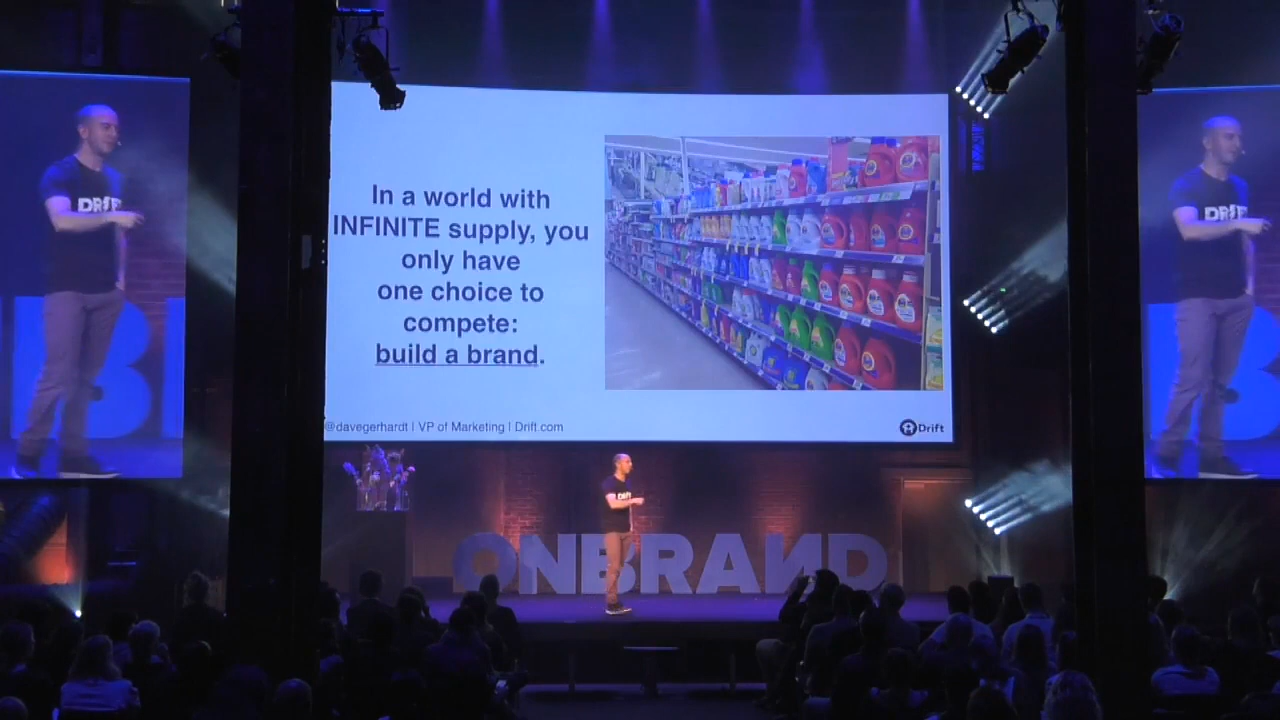 In a world with
INFINITE supply, you
only have
one choice to
compete:
build a brand.
@davegerhardt | VP of Marketing | Drift.com
Drift
DRIFT
DRIFT
DRIFT
ONBRAND
B